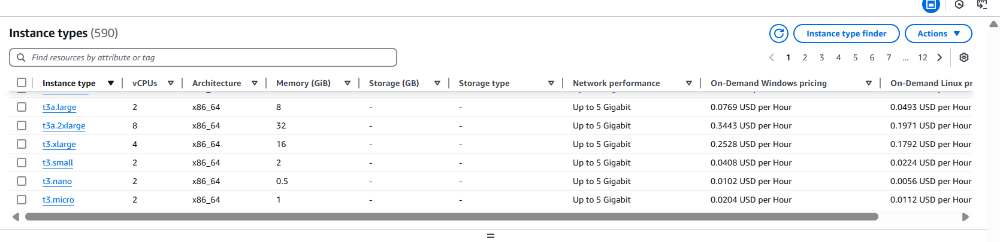 Instance types (590)
Instance type finder
Actions
Find resources by attribute or tag
1 2 3 4 5 6 7 ... 12
Instance type vCPUs Architecture Memory (GiB) Storage (GB) Storage type Network performance On-Demand Windows pricing On-Demand Linux pr
t3a.large 2 x86_64 8 - - Up to 5 Gigabit 0.0769 USD per Hour 0.0493 USD per Hour
t3a.2xlarge 8 x86_64 32 - - Up to 5 Gigabit 0.3443 USD per Hour 0.1971 USD per Hour
t3.xlarge 4 x86_64 16 - - Up to 5 Gigabit 0.2528 USD per Hour 0.1792 USD per Hour
t3.small 2 x86_64 2 - - Up to 5 Gigabit 0.0408 USD per Hour 0.0224 USD per Hour
t3.nano 2 x86_64 0.5 - - Up to 5 Gigabit 0.0102 USD per Hour 0.0056 USD per Hour
t3.micro 2 x86_64 1 - - Up to 5 Gigabit 0.0204 USD per Hour 0.0112 USD per Hour